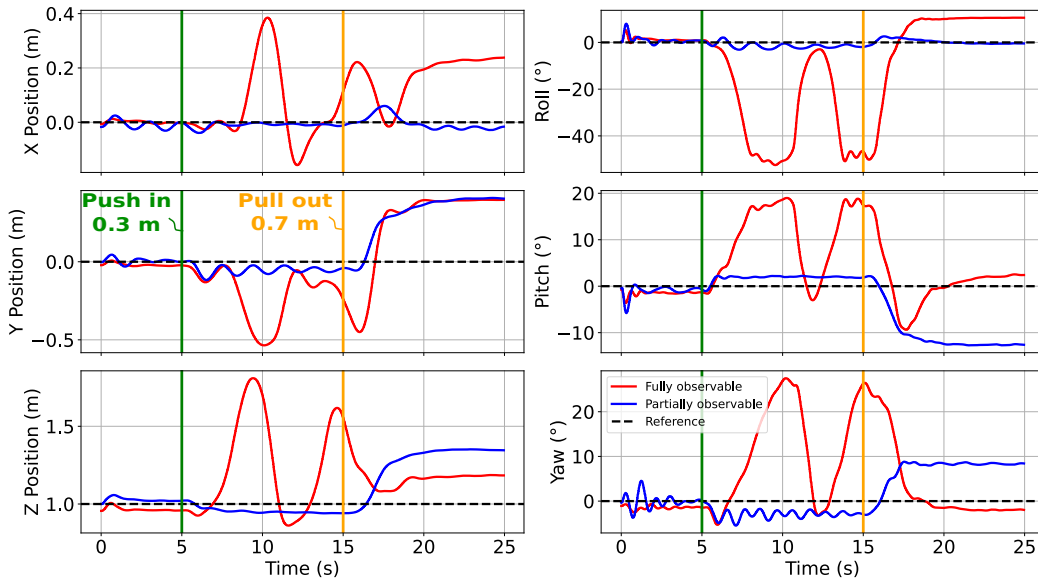 X Position (m)
0.4
0.2
0.0
Roll (°)
0
−20
−40
Y Position (m)
0.0
−0.5
Push in
0.3 m
Pull out
0.7 m
Pitch (°)
20
10
0
−10
Z Position (m)
1.5
1.0
0
5
10
15
20
25
Time (s)
Yaw (°)
20
10
0
Fully observable
Partially observable
Reference
0
5
10
15
20
25
Time (s)